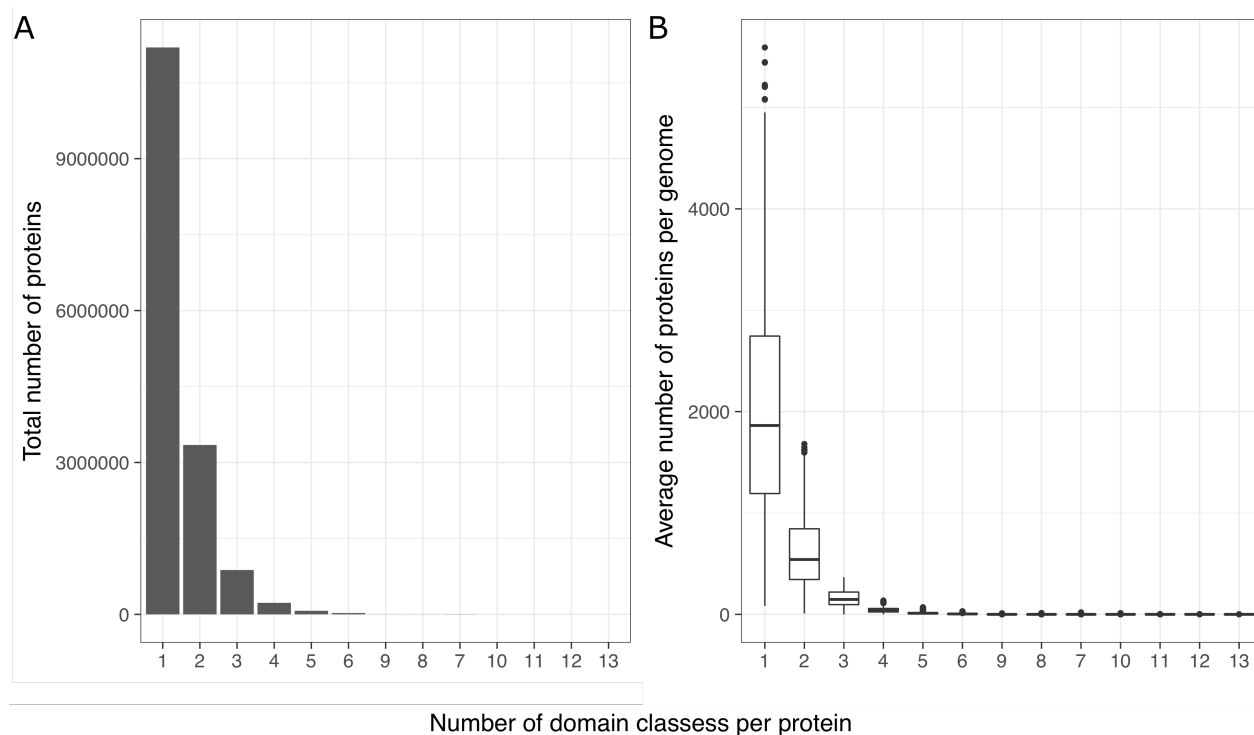 A
B
Total number of proteins
9000000
6000000
3000000
0
1 2 3 4 5 6 9 8 7 10 11 12 13
Average number of proteins per genome
4000
2000
0
1 2 3 4 5 6 9 8 7 10 11 12 13
Number of domain classess per protein